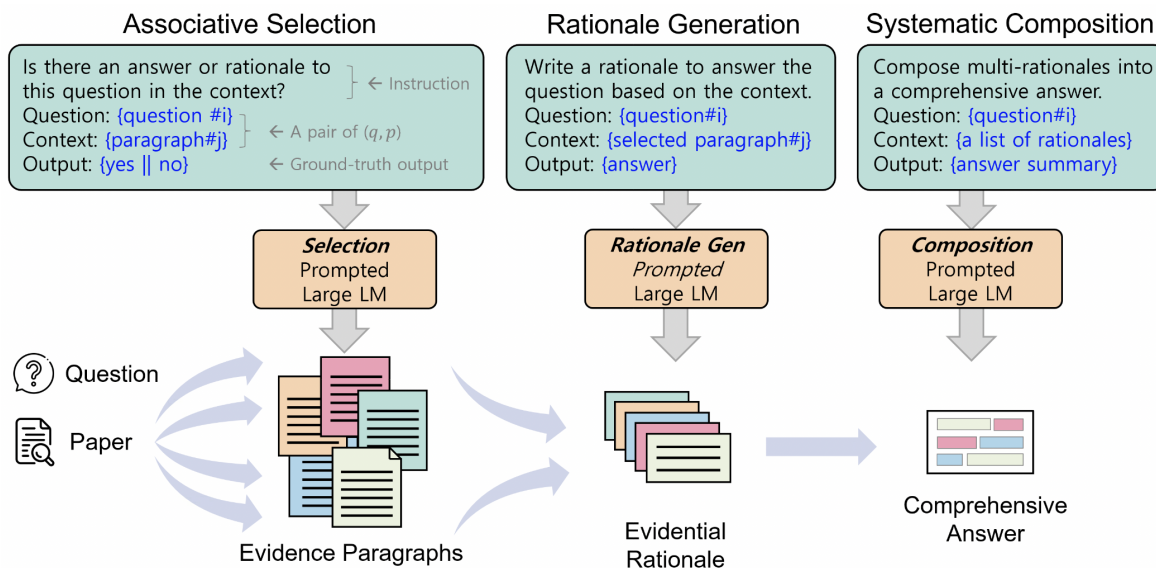 Associative Selection
Is there an answer or rationale to
this question in the context?
← Instruction
Question: {question #i}
Context: {paragraph#j}
← A pair of (q, p)
Output: {yes || no}
← Ground-truth output
Rationale Generation
Write a rationale to answer the
question based on the context.
Question: {question#i}
Context: {selected paragraph#j}
Output: {answer}
Systematic Composition
Compose multi-rationales into
a comprehensive answer.
Question: {question#i}
Context: {a list of rationales}
Output: {answer summary}
Selection
Prompted
Large LM
Rationale Gen
Prompted
Large LM
Composition
Prompted
Large LM
Question
Paper
Evidence Paragraphs
Evidential
Rationale
Comprehensive
Answer